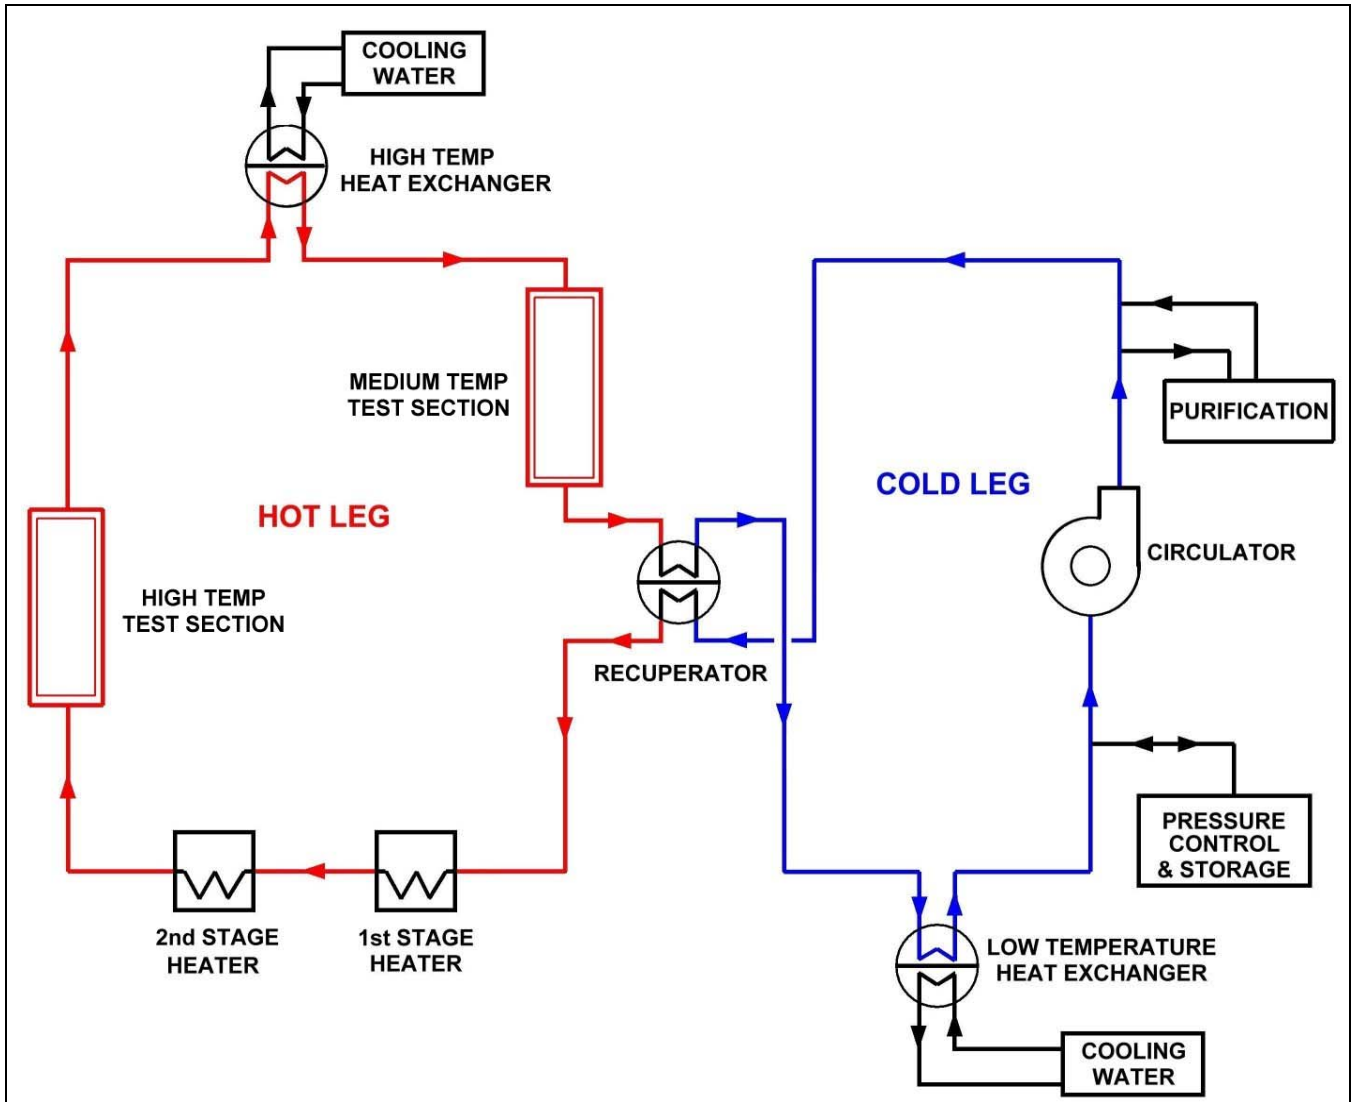 COOLING
WATER
HIGH TEMP
HEAT EXCHANGER
MEDIUM TEMP
TEST SECTION
PURIFICATION
HOT LEG
COLD LEG
CIRCULATOR
HIGH TEMP
TEST SECTION
RECUPERATOR
PRESSURE
CONTROL
& STORAGE
2nd STAGE
HEATER
1st STAGE
HEATER
LOW TEMPERATURE
HEAT EXCHANGER
COOLING
WATER